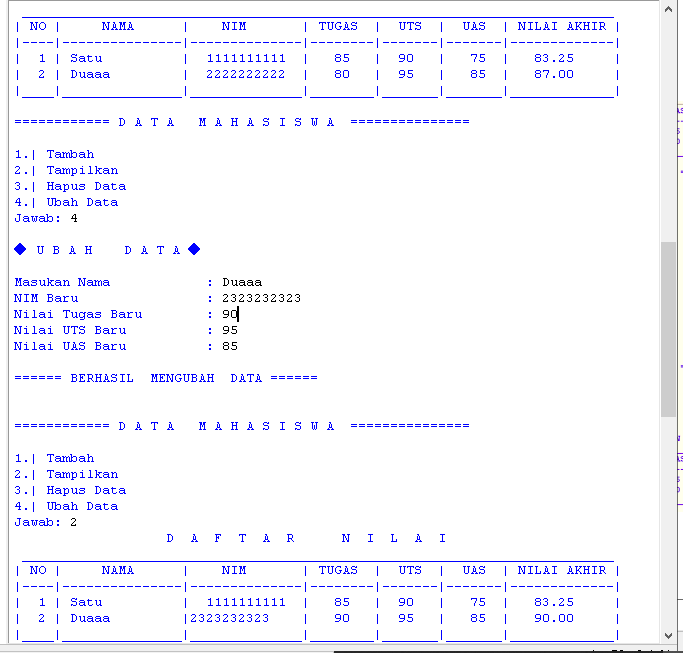 | NO | NAMA | NIM | TUGAS | UTS | UAS | NILAI AKHIR |
|----|---------------|--------------|--------|-------|------|-------------|
| 1 | Satu | 1111111111 | 85 | 90 | 75 | 83.25
| 2 | Duaaa | 2222222222 | 80 | 95 | 85 | 87.00
============ D A T A M A H A S I S W A ===============
1.| Tambah
2.| Tampilkan
3.| Hapus Data
4.| Ubah Data
Jawab: 4
◆ U B A H D A T A ◆
Masukan Nama : Duaaa
NIM Baru : 2323232323
Nilai Tugas Baru : 90
Nilai UTS Baru : 95
Nilai UAS Baru : 85
====== BERHASIL MENGUBAH DATA ======
============ D A T A M A H A S I S W A ===============
1.| Tambah
2.| Tampilkan
3.| Hapus Data
4.| Ubah Data
Jawab: 2
D A F T A R N I L A I
| NO | NAMA | NIM | TUGAS | UTS | UAS | NILAI AKHIR |
|----|---------------|--------------|--------|-------|------|-------------|
| 1 | Satu | 1111111111 | 85 | 90 | 75 | 83.25
| 2 | Duaaa |2323232323 | 90 | 95 | 85 | 90.00